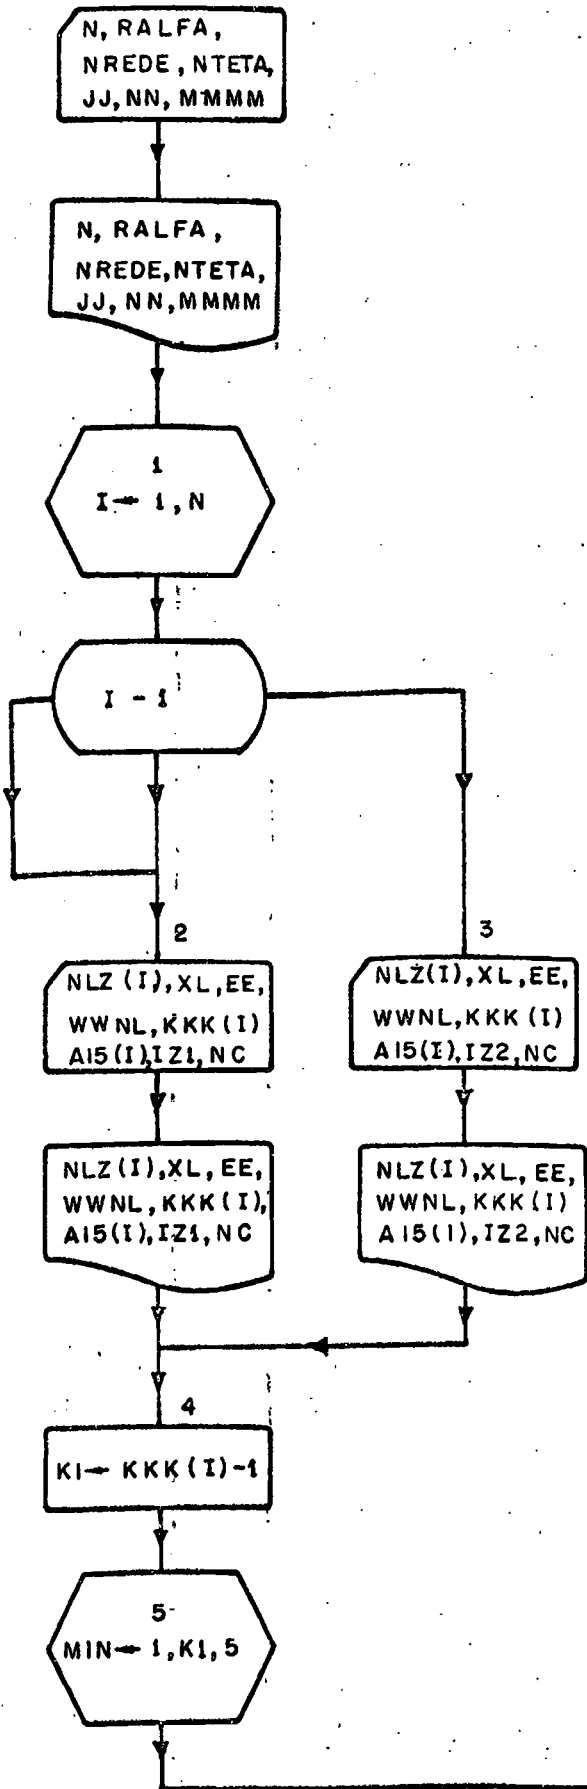 N, RALFA,
NREDE, NTETA,
JJ, NN, MMMM
N, RALFA,
NREDE, NTETA,
JJ, NN, MMMM
1
I← 1, N
I - 1
2
NLZ(I), XL, EE,
WWNL, KKK(I)
A15(I), IZ1, NC
3
NLZ(I), XL, EE,
WWNL, KKK(I)
A15(I), IZ2, NC
NLZ(I), XL, EE,
WWNL, KKK(I),
A15(I), IZ1, NC
NLZ(I), XL, EE,
WWNL, KKK(I)
A15(I), IZ2, NC
4
K1← KKK(I)-1
5
MIN← 1, K1, 5